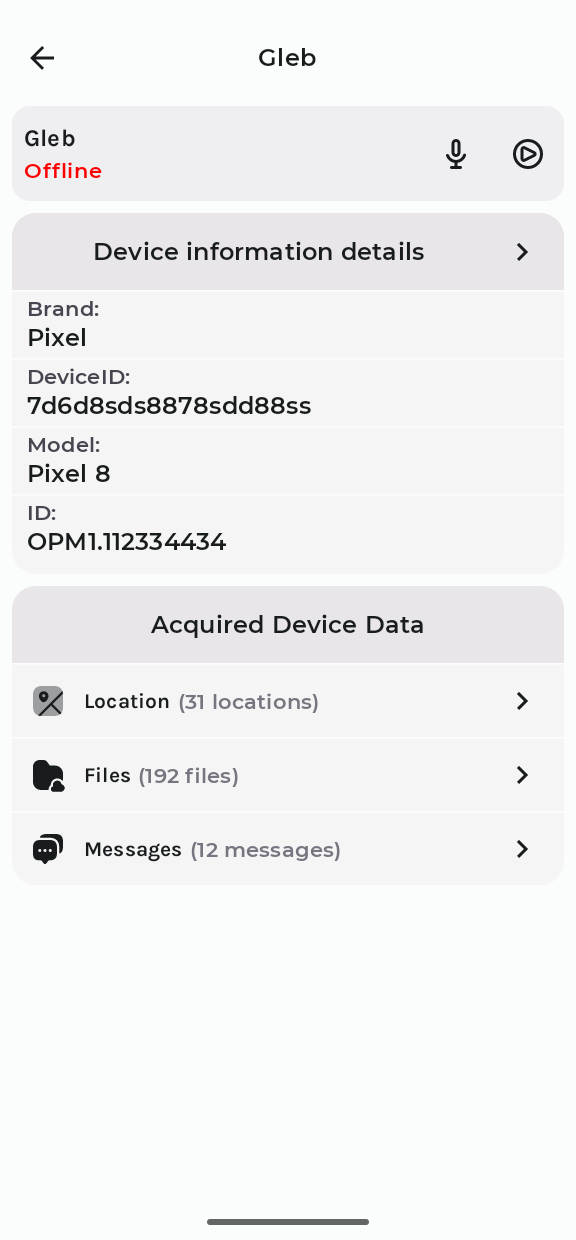 Gleb
Gleb
Offline
Device information details
Brand:
Pixel
DeviceID:
7d6d8sds8878sdd88ss
Model:
Pixel 8
ID:
OPM1.112334434
Acquired Device Data
Location (31 locations)
Files (192 files)
Messages (12 messages)